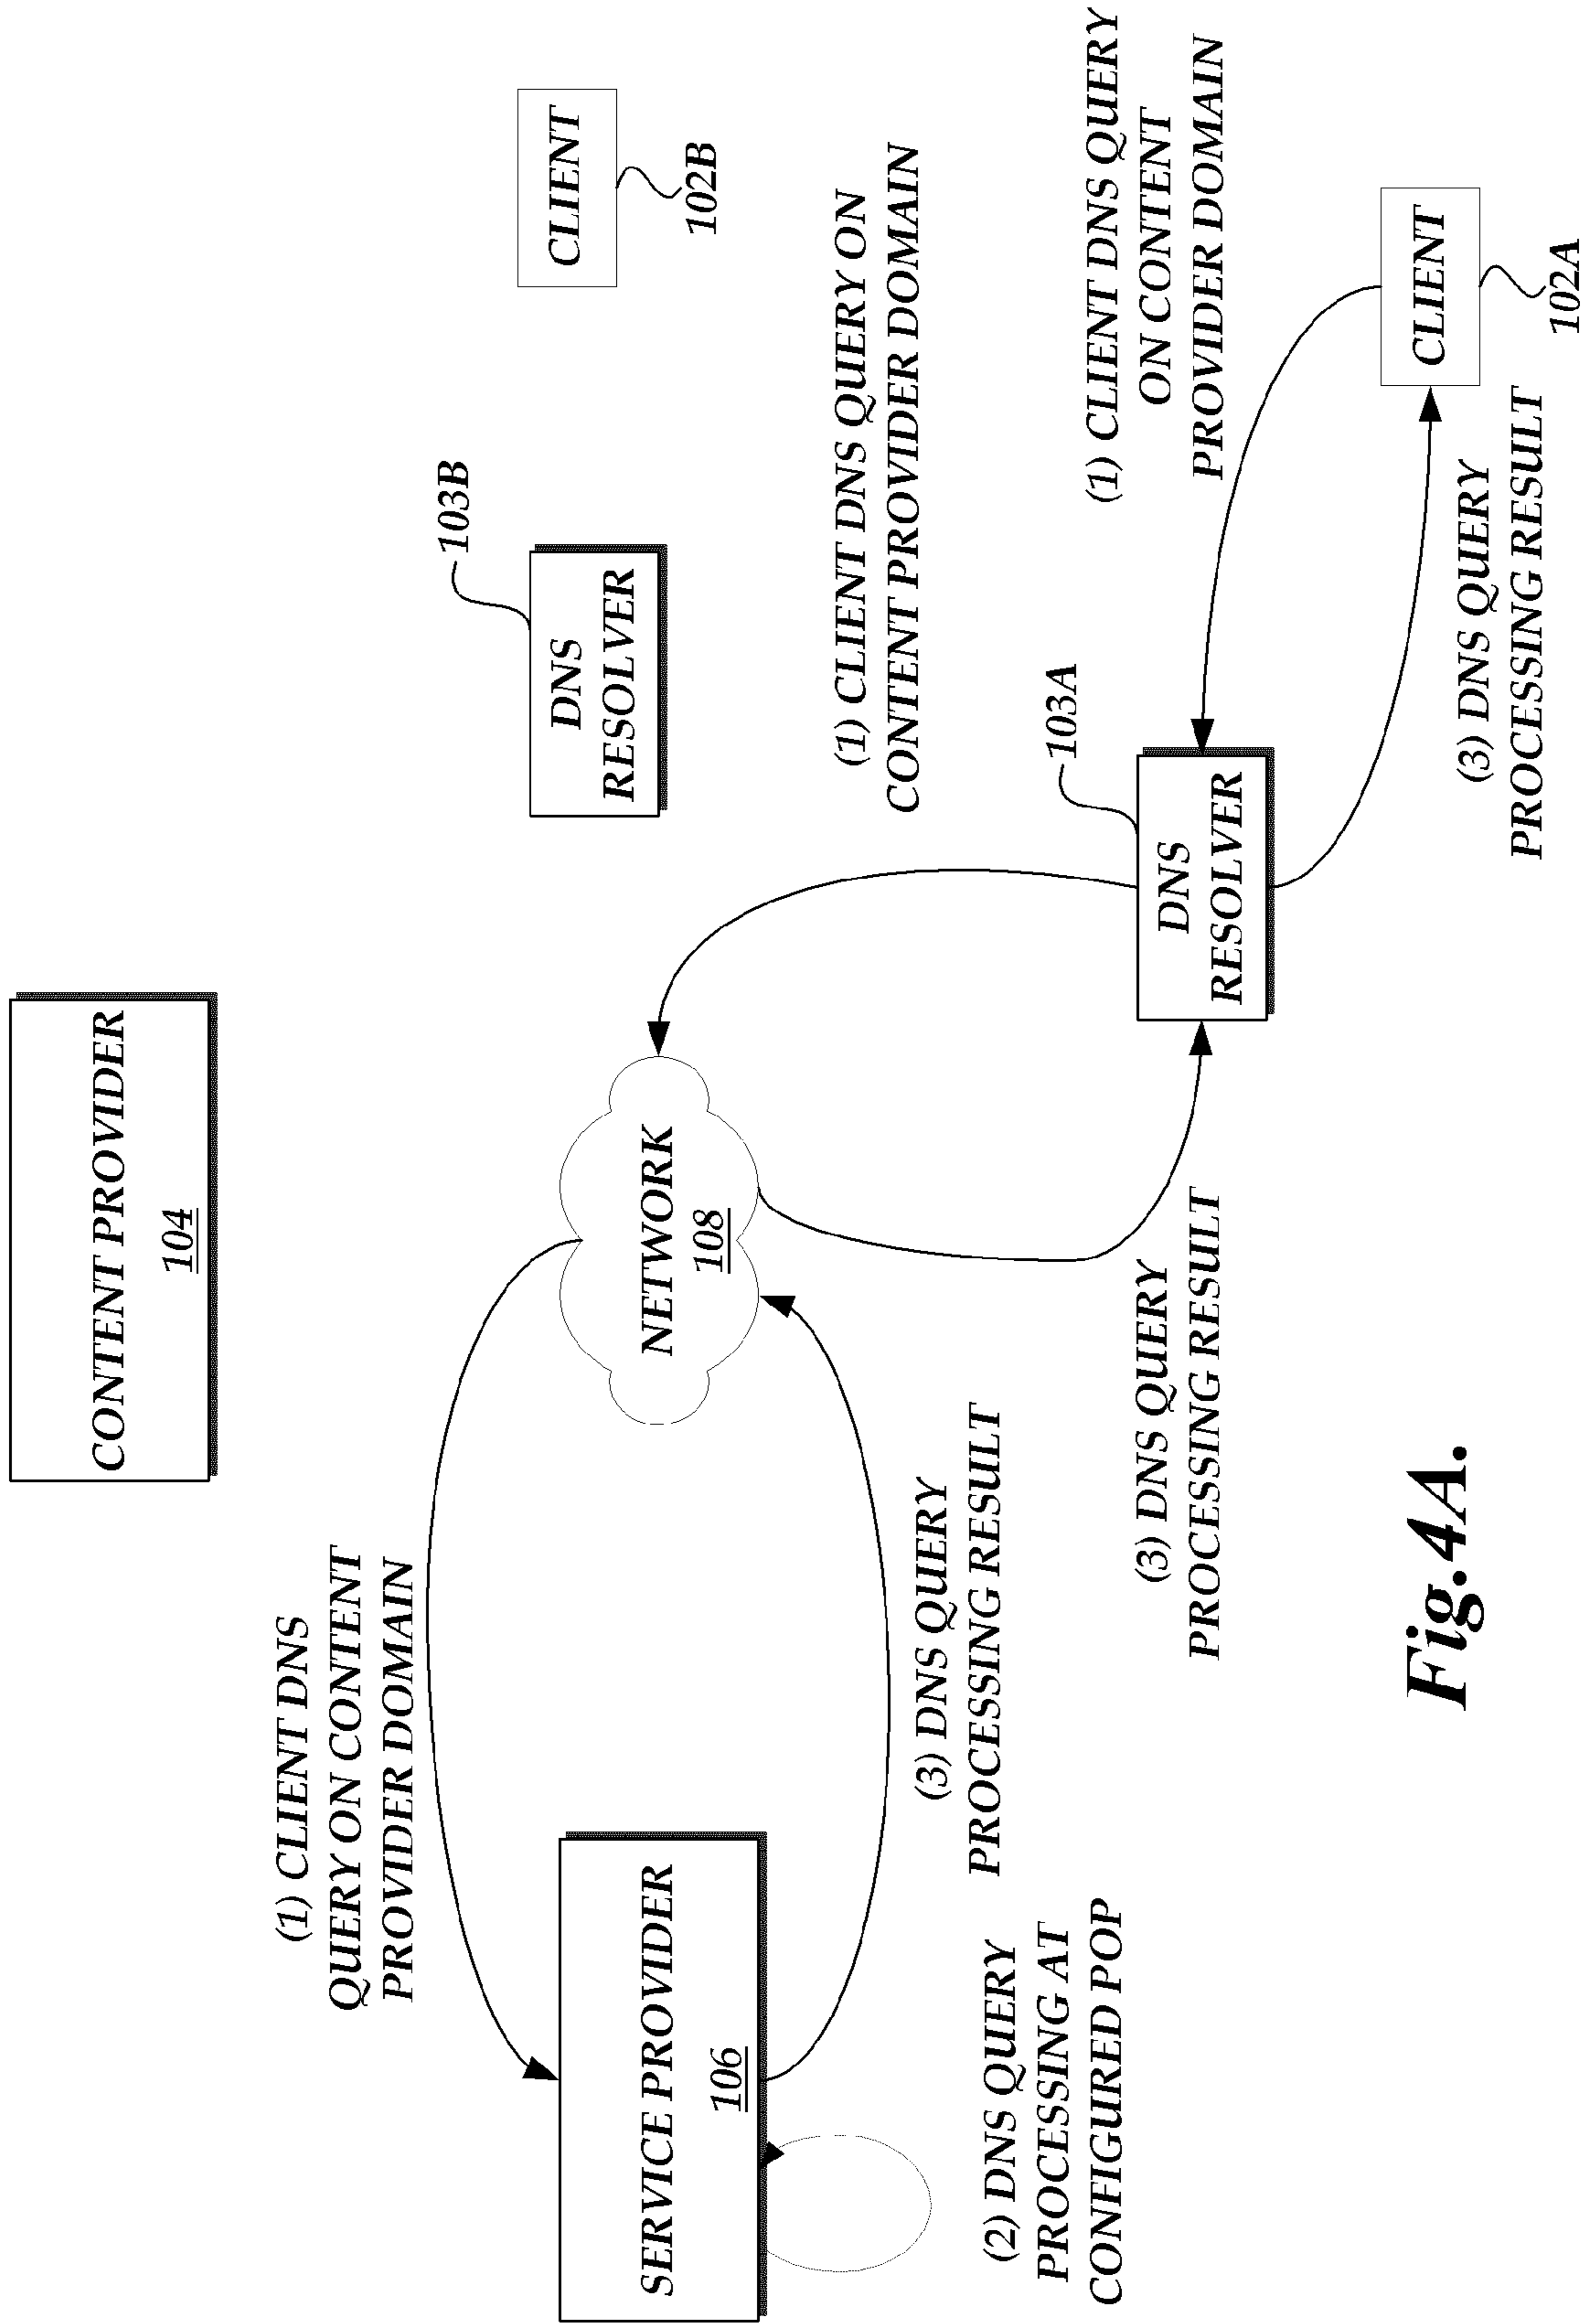 CONTENT PROVIDER
104
(1) CLIENT DNS
QUERY ON CONTENT
PROVIDER DOMAIN
103B
DNS
RESOLVER
CLIENT
102B
SERVICE PROVIDER
106
NETWORK
108
(1) CLIENT DNS QUERY ON
CONTENT PROVIDER DOMAIN
(3) DNS QUERY
PROCESSING RESULT
(2) DNS QUERY
PROCESSING AT
CONFIGURED POP
103A
DNS
RESOLVER
(1) CLIENT DNS QUERY
ON CONTENT
PROVIDER DOMAIN
(3) DNS QUERY
PROCESSING RESULT
CLIENT
102A
(3) DNS QUERY
PROCESSING RESULT
Fig.4A.